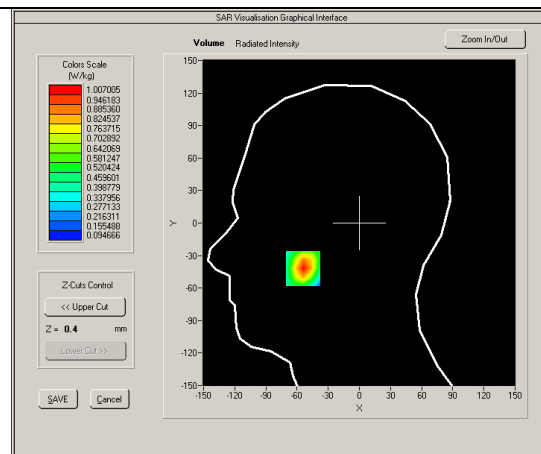 SAR Visualisation Graphical Interface
Volume Radiated Intensity
Zoom In/Out
Colors Scale
(W/kg)
1.007005
0.946183
0.885360
0.824537
0.763715
0.702892
0.642069
0.581247
0.520424
0.459601
0.398779
0.337956
0.277133
0.216311
0.155488
0.094666
Z-Cuts Control
<< Upper Cut
Z = 0.4 mm
Lower Cut >>
SAVE Cancel
150
120
90
60
30
0
-30
-60
-90
-120
-150
Y
-150 -120 -90 -60 -30 0 30 60 90 120 150
X